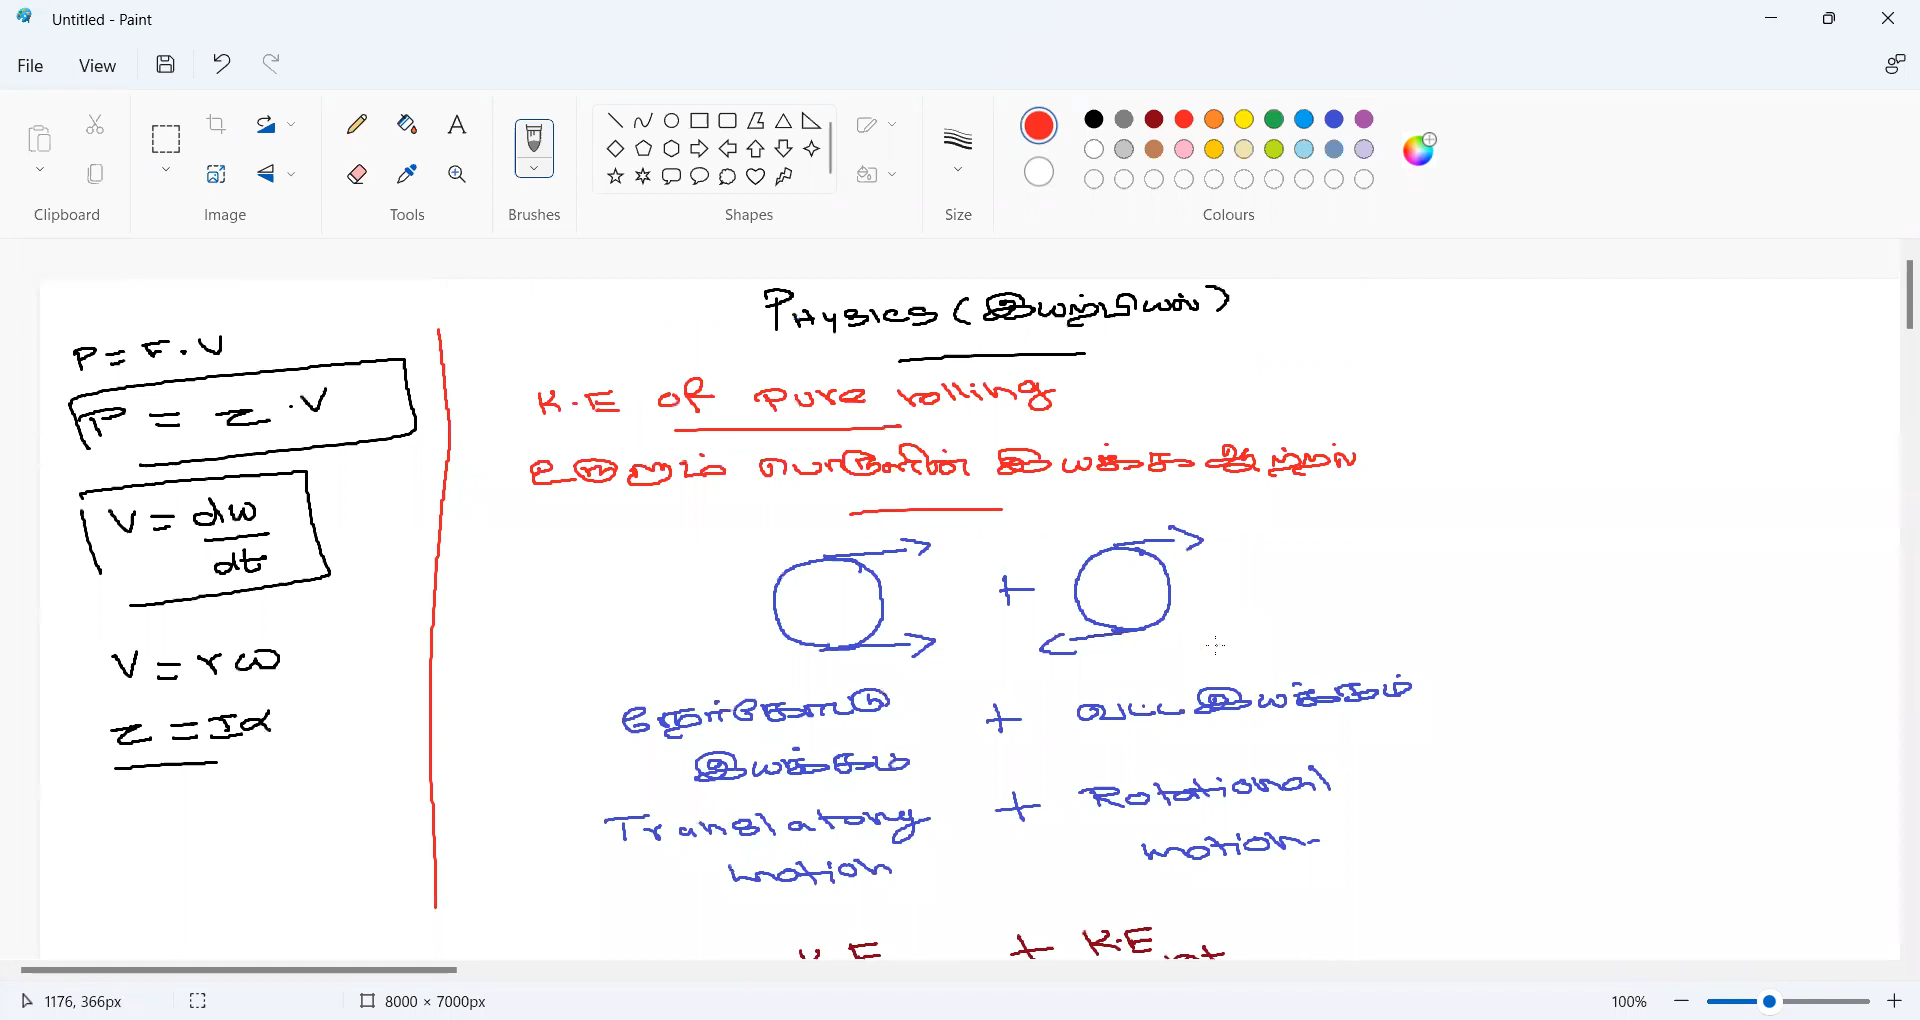 Untitled - Paint
File View
Clipboard Image Tools Brushes Shapes Size Colours
Physics (இயற்பியல்)
P = F . V
P = τ . V
V = dω
dt
V = rω
τ = Iα
K.E of Pure rolling
உருளும் பொருளின் இயக்க ஆற்றல்
+
நேர்கோட்டு + வட்ட இயக்கம்
இயக்கம்
Translatory + Rotational
motion motion
K.E + K.E rot
1176, 366px 8000 × 7000px 100%